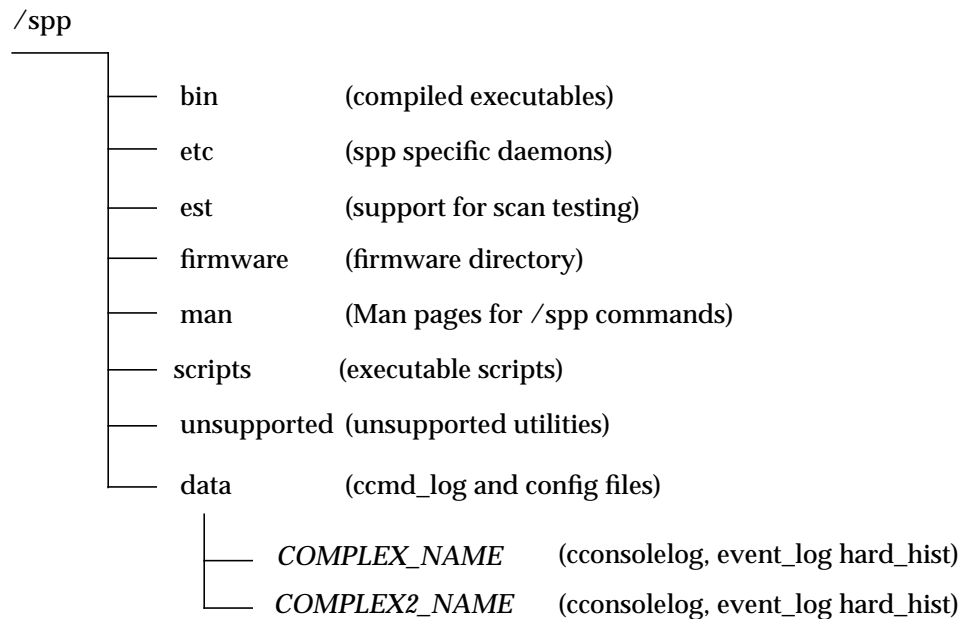 /spp
bin (compiled executables)
etc (spp specific daemons)
est (support for scan testing)
firmware (firmware directory)
man (Man pages for /spp commands)
scripts (executable scripts)
unsupported (unsupported utilities)
data (ccmd_log and config files)
COMPLEX_NAME (cconsolelog, event_log hard_hist)
COMPLEX2_NAME (cconsolelog, event_log hard_hist)